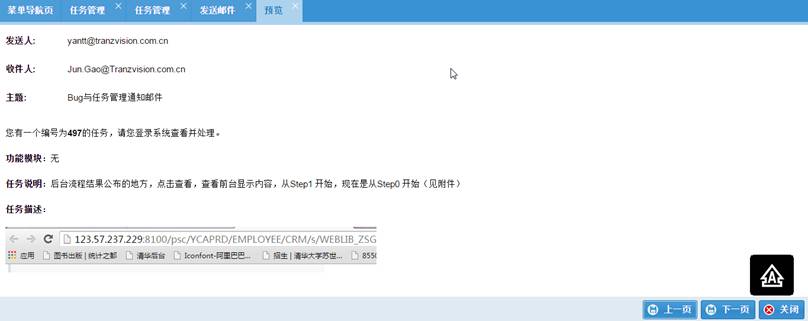 菜单导航页 任务管理 任务管理 发送邮件 预览
发送人: yantt@tranzvision.com.cn
收件人: Jun.Gao@Tranzvision.com.cn
主题: Bug与任务管理通知邮件
您有一个编号为497的任务，请您登录系统查看并处理。
功能模块：无
任务说明：后台流程结果公布的地方，点击查看，查看前台显示内容，从Step1 开始，现在是从Step0 开始（见附件）
任务描述：
123.57.237.229:8100/psc/YCAPRD/EMPLOYEE/CRM/s/WEBLIB_ZSG
应用 图书出版 | 统计之都 清华后台 Iconfont-阿里巴巴... 招生 | 清华大学苏世... 8550
A
上一页 下一页 关闭